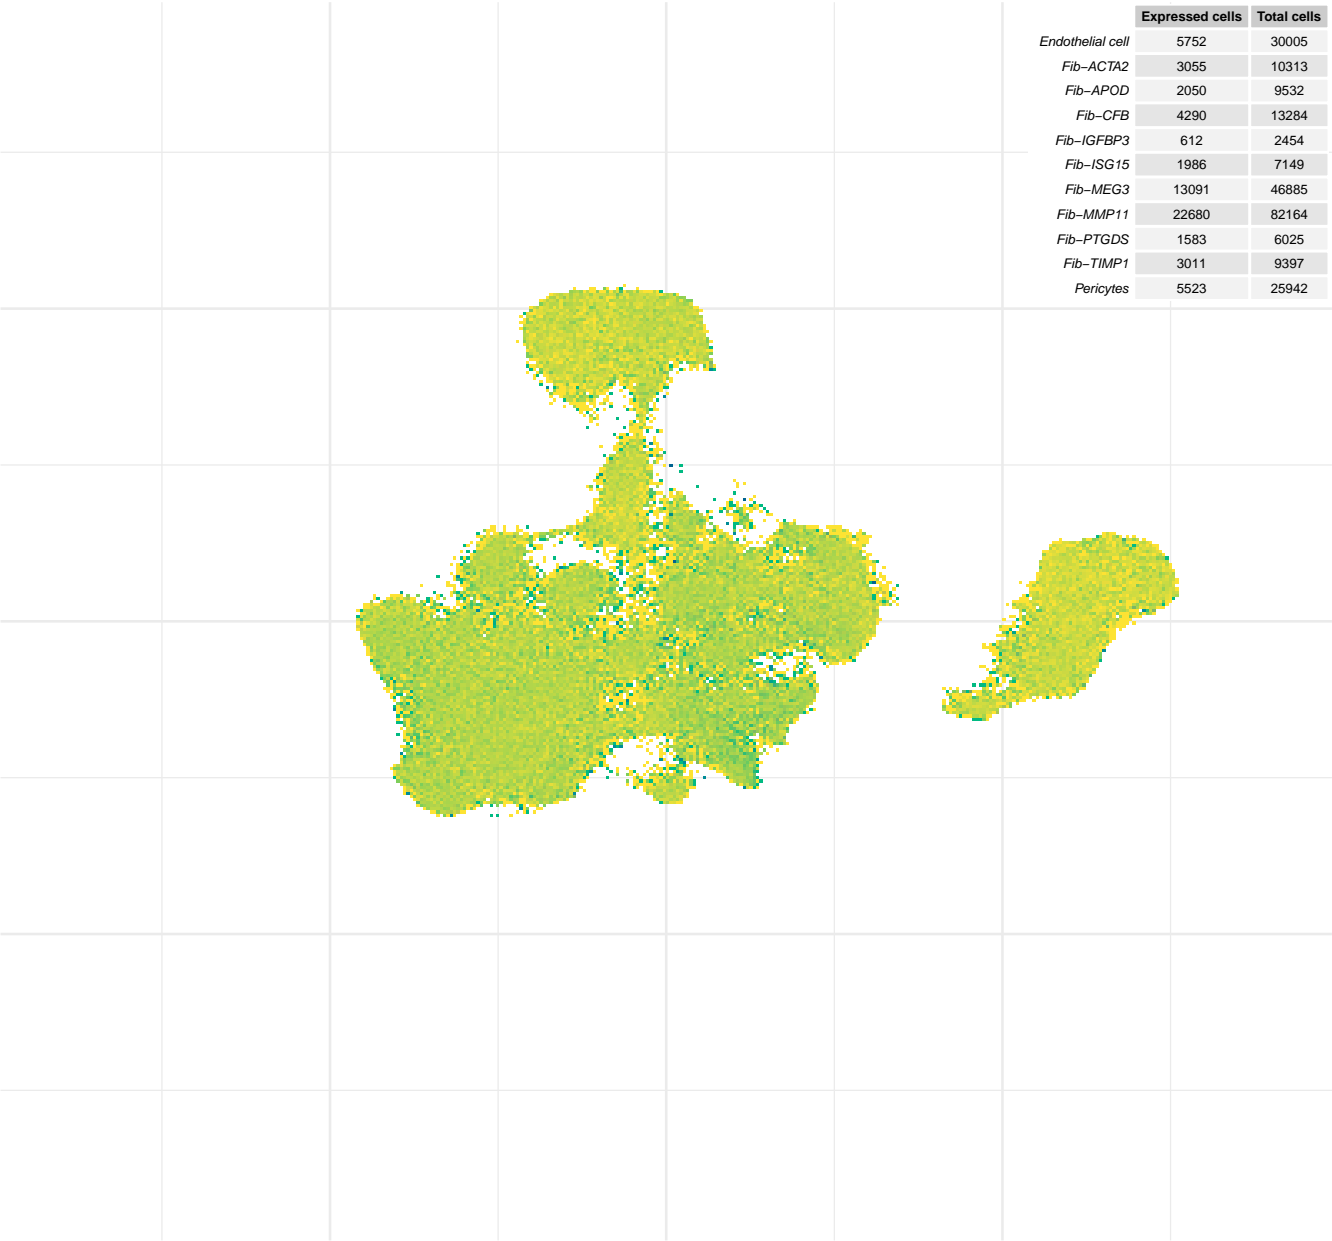 Expressed cells Total cells
Endothelial cell 5752 30005
Fib−ACTA2 3055 10313
Fib−APOD 2050 9532
Fib−CFB 4290 13284
Fib−IGFBP3 612 2454
Fib−ISG15 1986 7149
Fib−MEG3 13091 46885
Fib−MMP11 22680 82164
Fib−PTGDS 1583 6025
Fib−TIMP1 3011 9397
Pericytes 5523 25942